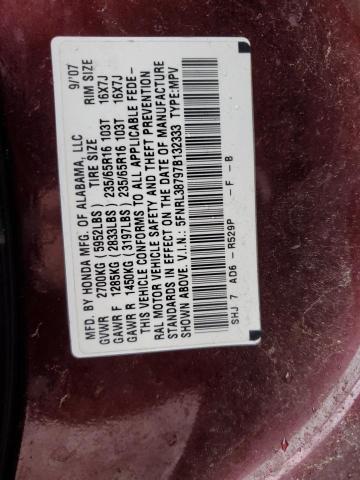 MFD. BY HONDA MFG. OF ALABAMA, LLC 9/'07
GVWR 2700KG (5952LBS) TIRE SIZE RIM SIZE
GAWR F 1285KG (2833LBS) 235/65R16 103T 16X7J
GAWR R 1450KG (3197LBS) 235/65R16 103T 16X7J
THIS VEHICLE CONFORMS TO ALL APPLICABLE FEDE-
RAL MOTOR VEHICLE SAFETY AND THEFT PREVENTION
STANDARDS IN EFFECT ON THE DATE OF MANUFACTURE
SHOWN ABOVE. V.I.N.: 5FNRL38797B132333 TYPE:MPV
SHJ 7 AD6 - R529P - F - B